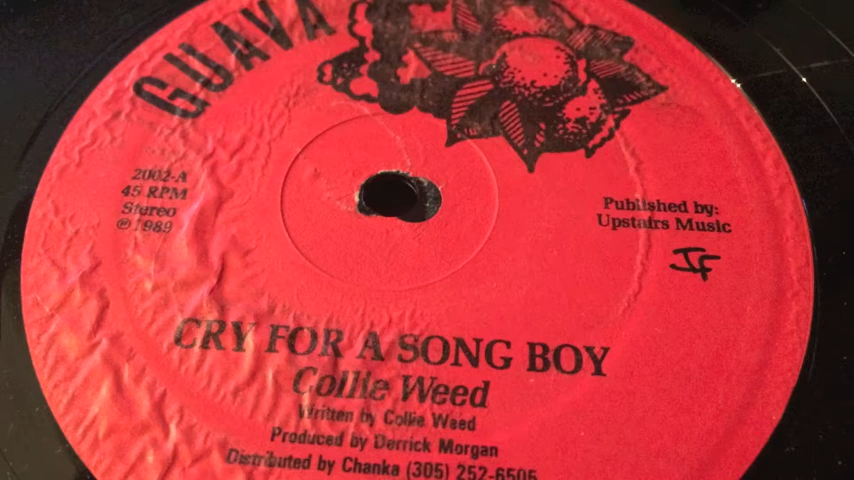 GUAVA
2002-A
45 RPM
Stereo
℗1989
Published by:
Upstairs Music
JF
CRY FOR A SONG BOY
Collie Weed
Written by Collie Weed
Produced by Derrick Morgan
Distributed by Chanka (305) 252-6505